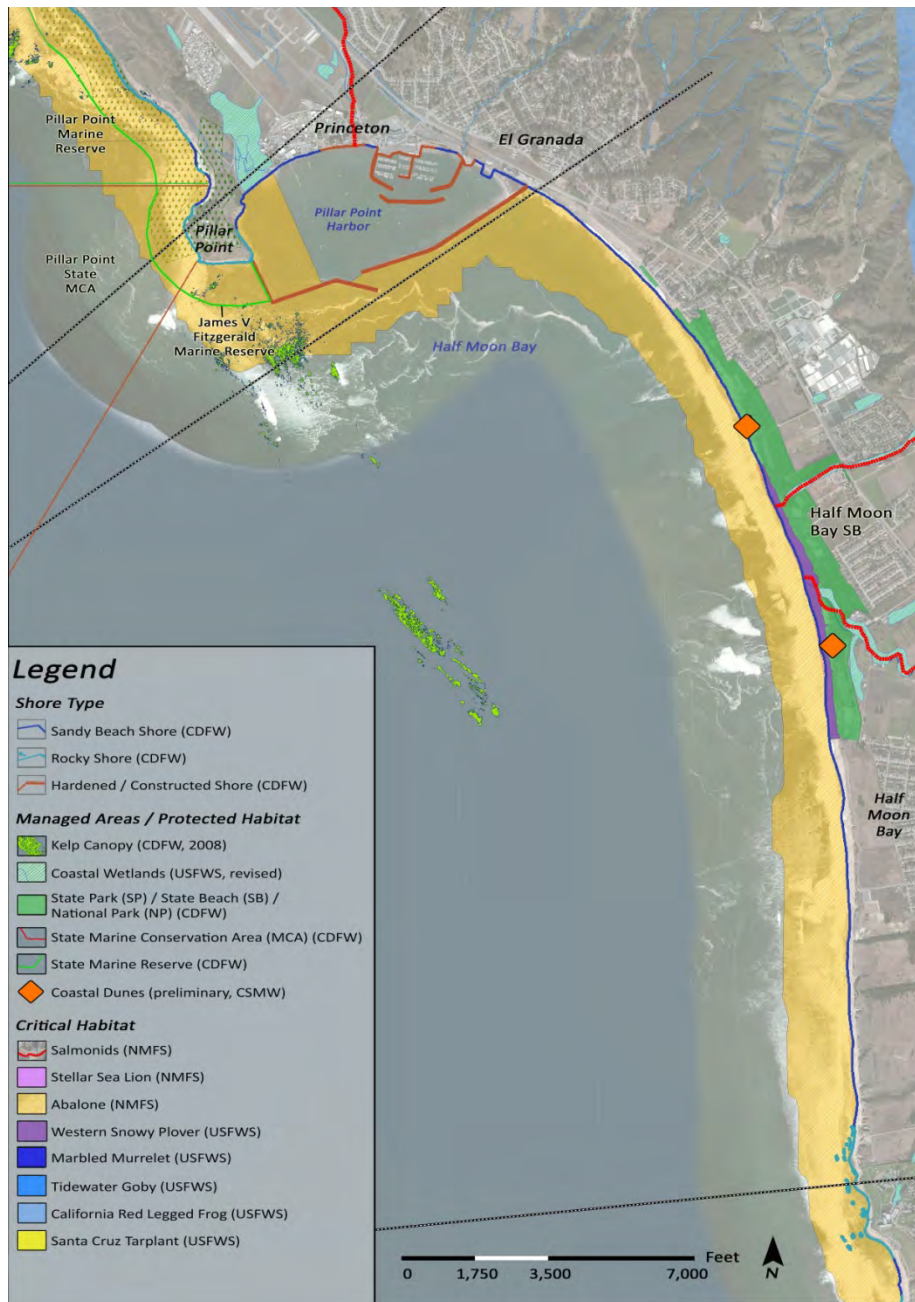 Pillar Point
Marine
Reserve
Princeton
El Granada
Pillar Point
Harbor
Pillar
Point
Pillar Point
State
MCA
James V
Fitzgerald
Marine Reserve
Half Moon Bay
Half Moon
Bay SB
Half
Moon
Bay
Legend
Shore Type
Sandy Beach Shore (CDFW)
Rocky Shore (CDFW)
Hardened / Constructed Shore (CDFW)
Managed Areas / Protected Habitat
Kelp Canopy (CDFW, 2008)
Coastal Wetlands (USFWS, revised)
State Park (SP) / State Beach (SB) /
National Park (NP) (CDFW)
State Marine Conservation Area (MCA) (CDFW)
State Marine Reserve (CDFW)
Coastal Dunes (preliminary, CSMW)
Critical Habitat
Salmonids (NMFS)
Stellar Sea Lion (NMFS)
Abalone (NMFS)
Western Snowy Plover (USFWS)
Marbled Murrelet (USFWS)
Tidewater Goby (USFWS)
California Red Legged Frog (USFWS)
Santa Cruz Tarplant (USFWS)
Feet
0 1,750 3,500 7,000
N